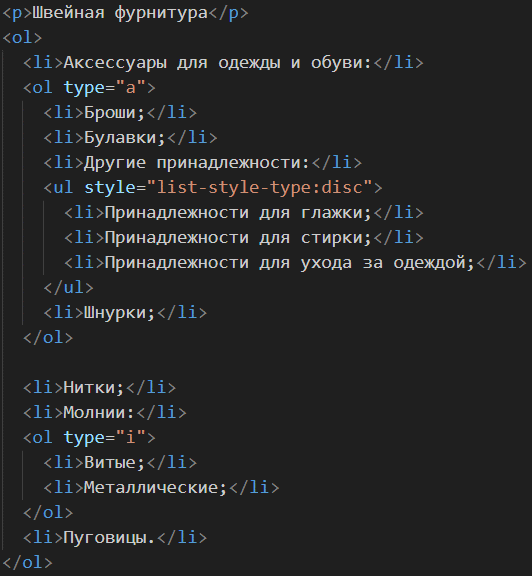 <p>Швейная фурнитура</p>
<ol>
  <li>Аксессуары для одежды и обуви:</li>
  <ol type="a">
    <li>Броши;</li>
    <li>Булавки;</li>
    <li>Другие принадлежности:</li>
    <ul style="list-style-type:disc">
      <li>Принадлежности для глажки;</li>
      <li>Принадлежности для стирки;</li>
      <li>Принадлежности для ухода за одеждой;</li>
    </ul>
    <li>Шнурки;</li>
  </ol>

  <li>Нитки;</li>
  <li>Молнии:</li>
  <ol type="i">
    <li>Витые;</li>
    <li>Металлические;</li>
  </ol>
  <li>Пуговицы.</li>
</ol>